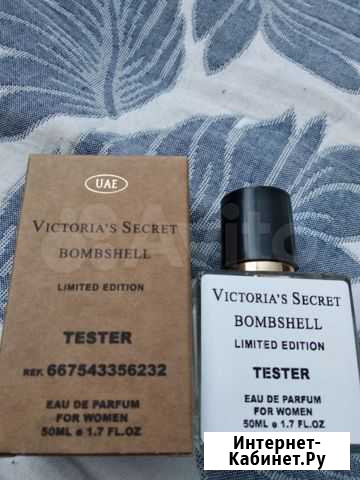 UAE
VICTORIA'S SECRET
BOMBSHELL
LIMITED EDITION
TESTER
REF. 667543356232
EAU DE PARFUM
FOR WOMEN
50ML e 1.7 FL.OZ
VICTORIA'S SECRET
BOMBSHELL
LIMITED EDITION
TESTER
EAU DE PARFUM
FOR WOMEN
50ML e 1.7 FL.OZ
Avito
Интернет-
Кабинет.Ру